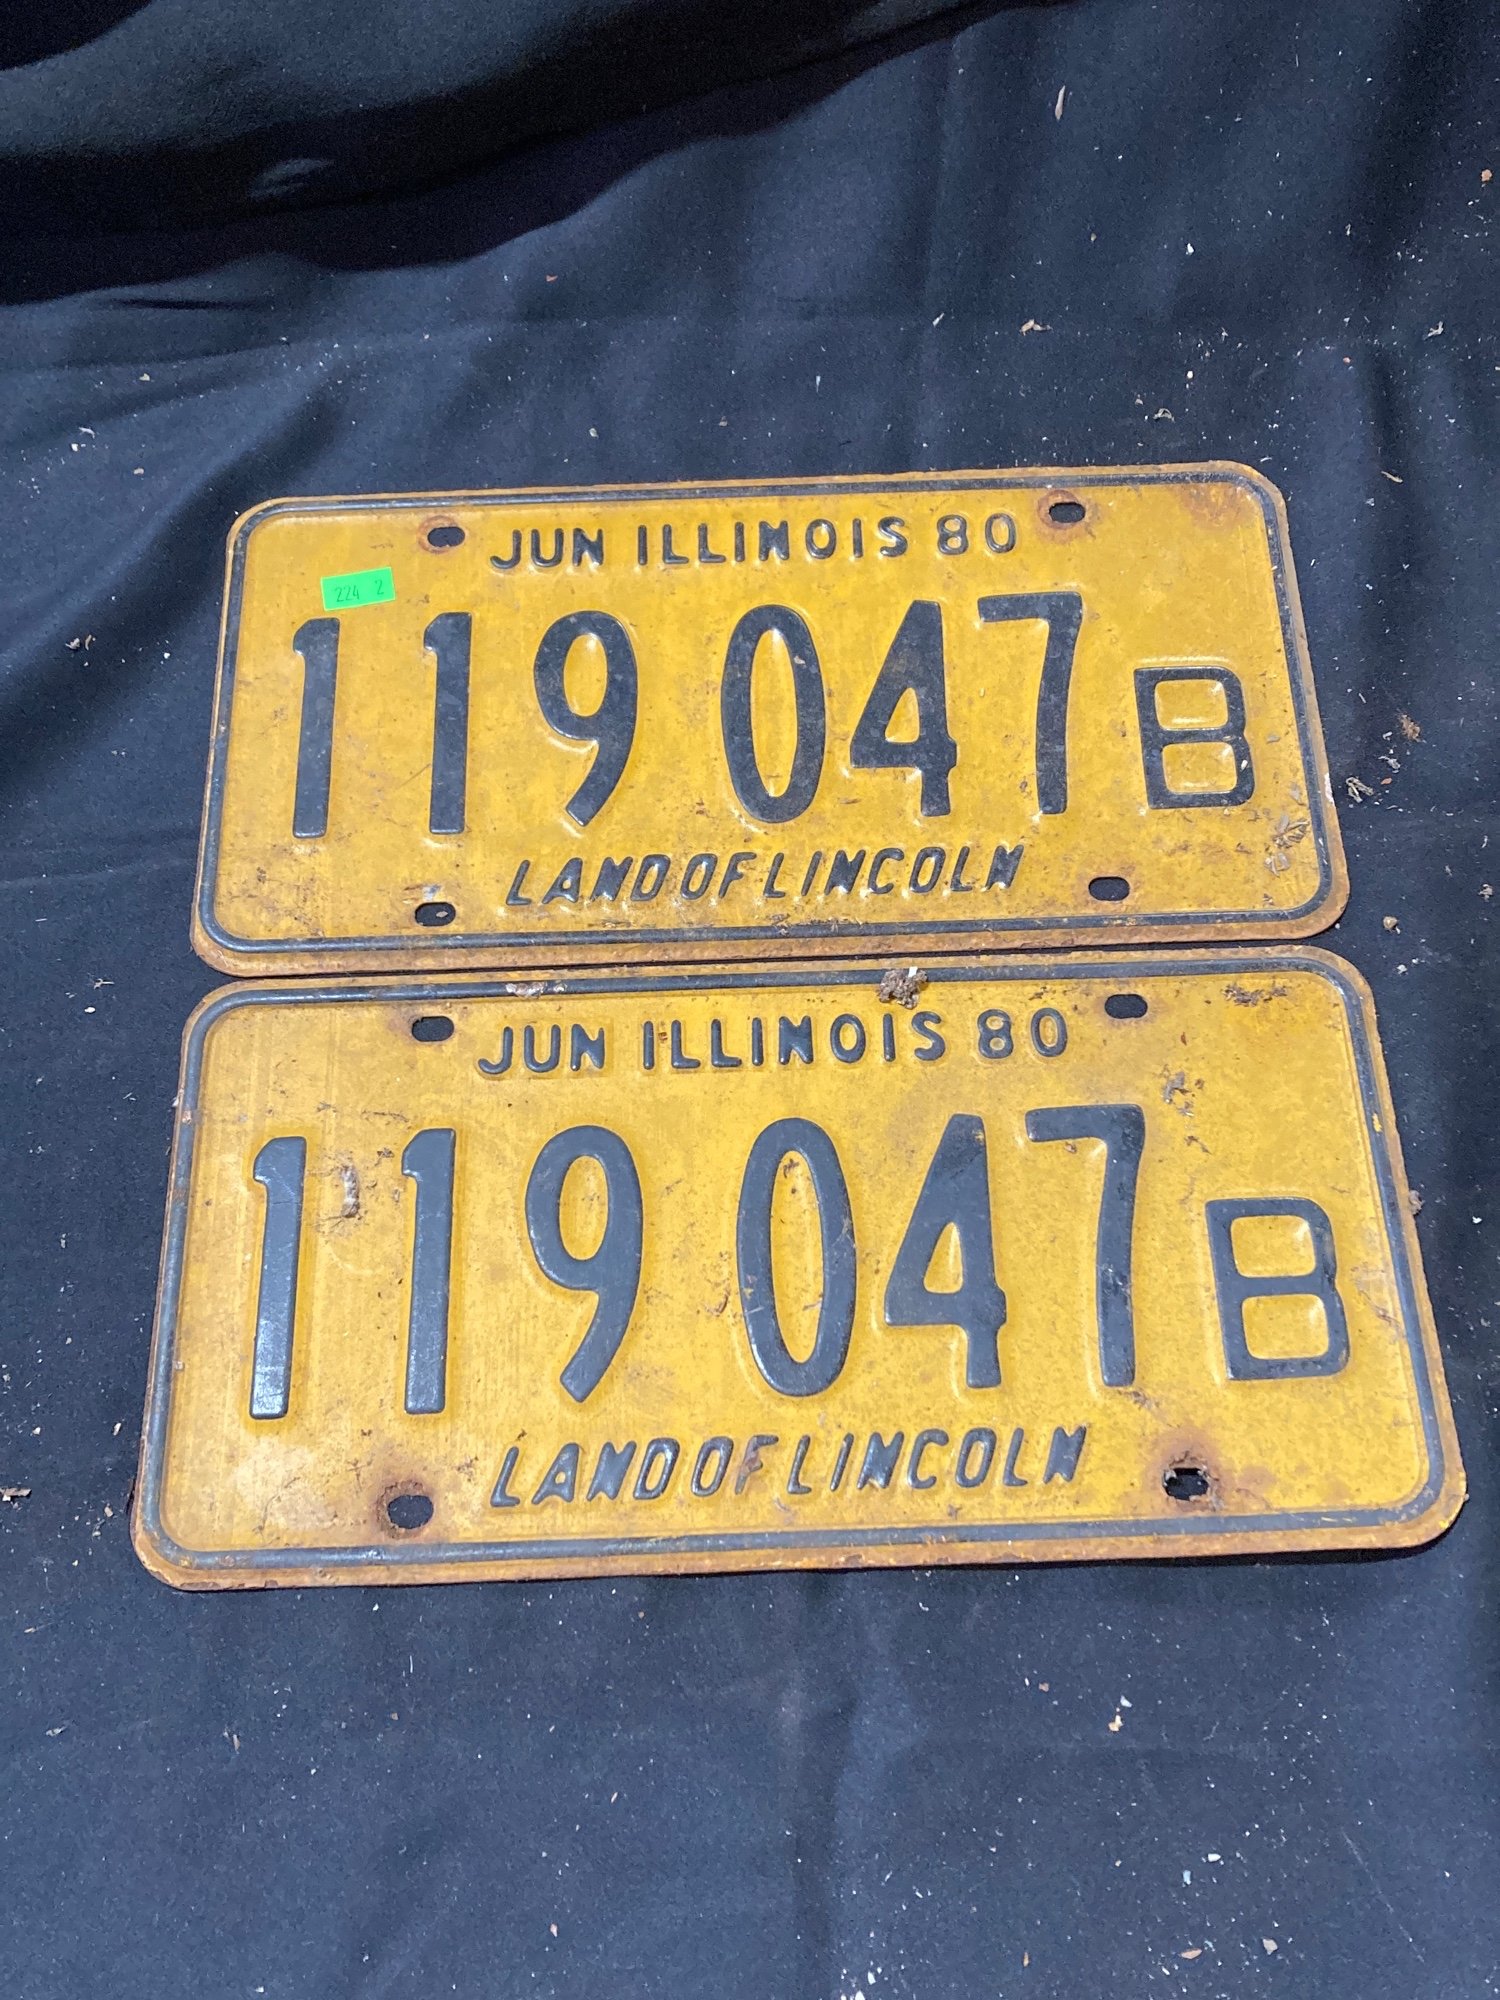 JUN ILLINOIS 80
224 2
119 047 B
LAND OF LINCOLN
JUN ILLINOIS 80
119 047 B
LAND OF LINCOLN